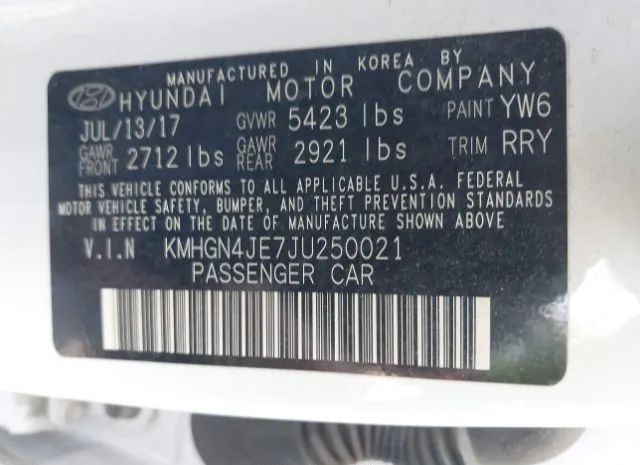 MANUFACTURED IN KOREA BY
HYUNDAI MOTOR COMPANY
JUL/13/17 GVWR 5423 lbs PAINT YW6
GAWR FRONT 2712 lbs GAWR REAR 2921 lbs TRIM RRY
THIS VEHICLE CONFORMS TO ALL APPLICABLE U.S.A. FEDERAL
MOTOR VEHICLE SAFETY, BUMPER, AND THEFT PREVENTION STANDARDS
IN EFFECT ON THE DATE OF MANUFACTURE SHOWN ABOVE.
V.I.N KMHGN4JE7JU250021
PASSENGER CAR